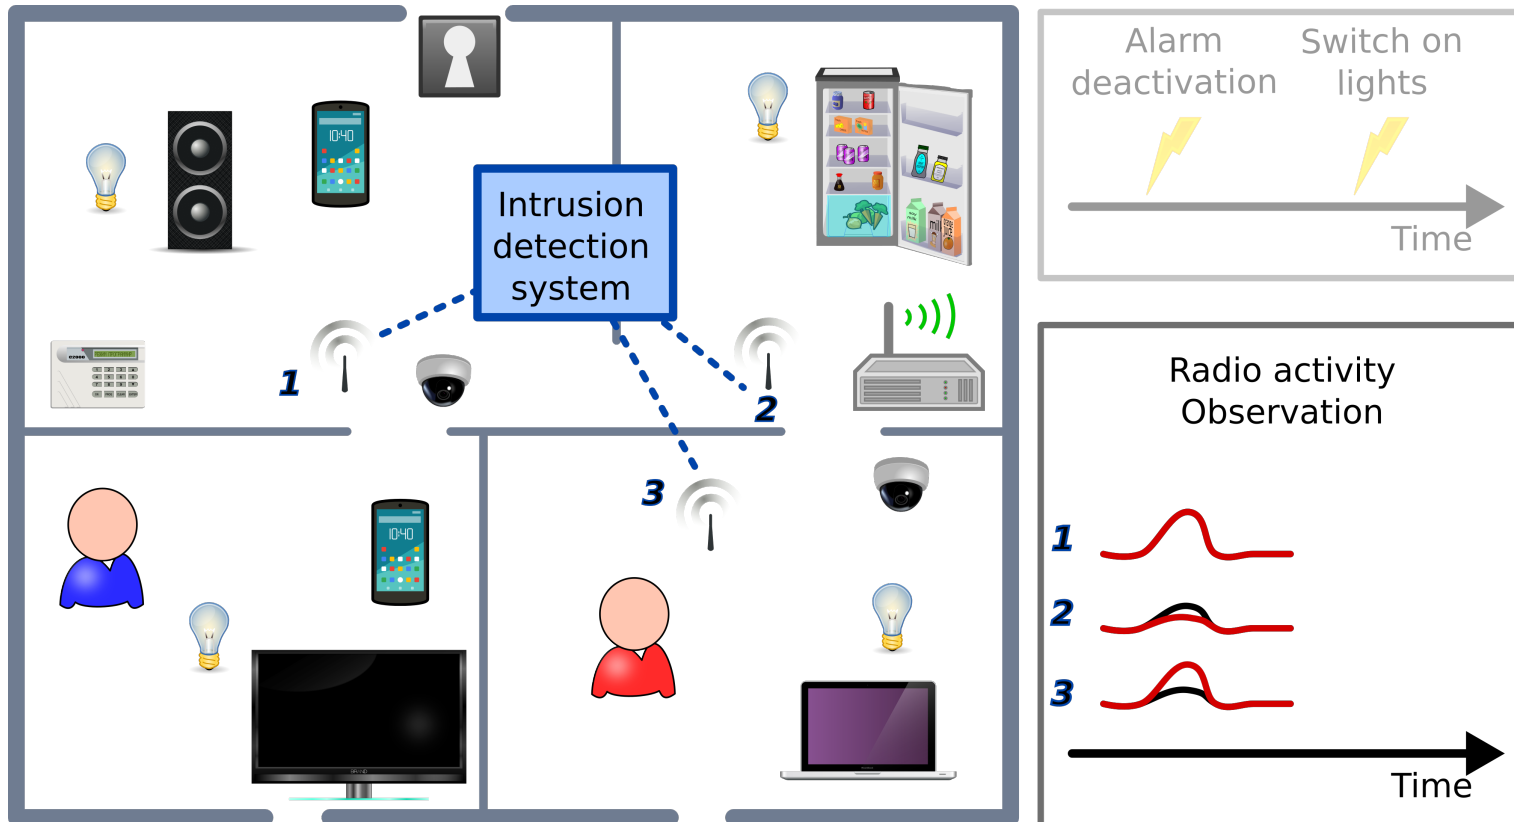 Intrusion
detection
system
10:40
10:40
1
2
3
Alarm
deactivation
Switch on
lights
Time
Radio activity
Observation
1
2
3
Time